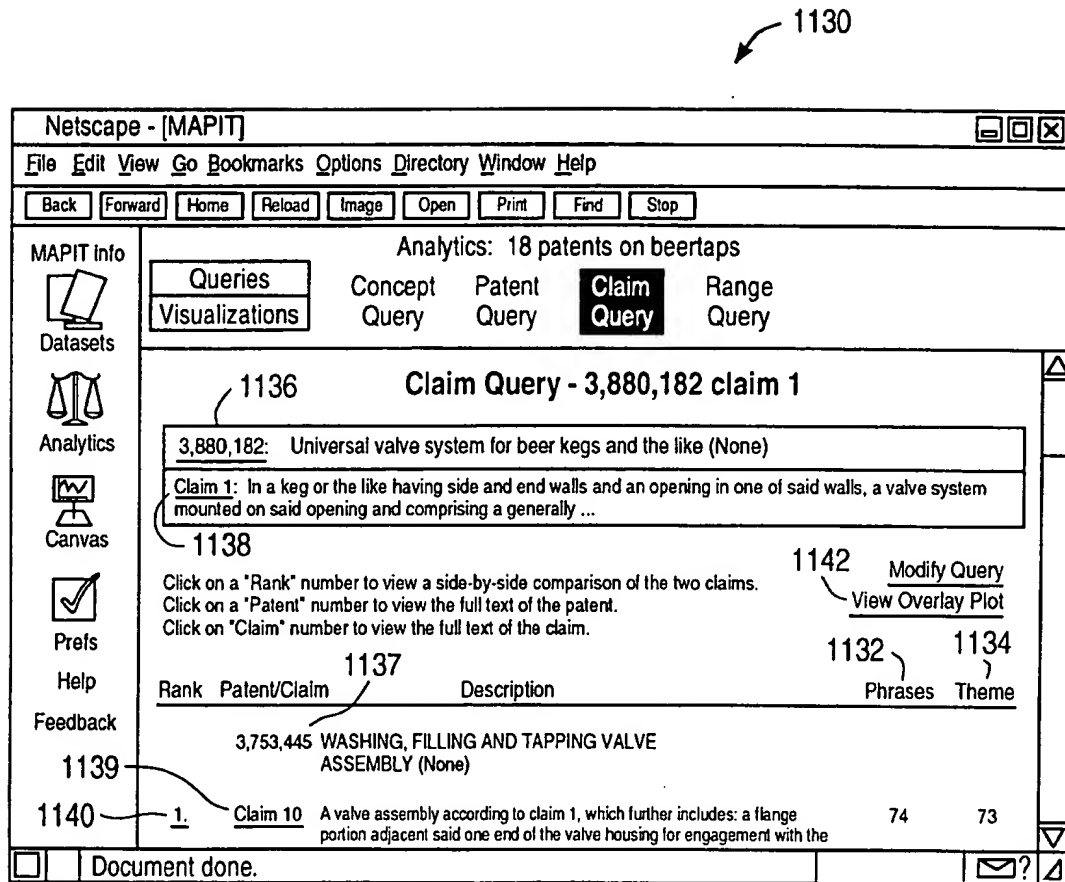 1130
Netscape - [MAPIT]
File Edit View Go Bookmarks Options Directory Window Help
Back Forward Home Reload Image Open Print Find Stop
MAPIT info
Datasets
Analytics
Canvas
Prefs
Help
Feedback
Analytics: 18 patents on beertaps
Queries
Visualizations
Concept Query
Patent Query
Claim Query
Range Query
1136
Claim Query - 3,880,182 claim 1
3,880,182: Universal valve system for beer kegs and the like (None)
Claim 1: In a keg or the like having side and end walls and an opening in one of said walls, a valve system
mounted on said opening and comprising a generally ...
1138
Click on a "Rank" number to view a side-by-side comparison of the two claims.
Click on a "Patent" number to view the full text of the patent.
Click on "Claim" number to view the full text of the claim.
1142
Modify Query
View Overlay Plot
1137
1132
1134
Rank Patent/Claim Description Phrases Theme
3,753,445 WASHING, FILLING AND TAPPING VALVE
ASSEMBLY (None)
1139
1140
1. Claim 10 A valve assembly according to claim 1, which further includes: a flange 74 73
portion adjacent said one end of the valve housing for engagement with the
Document done.
?